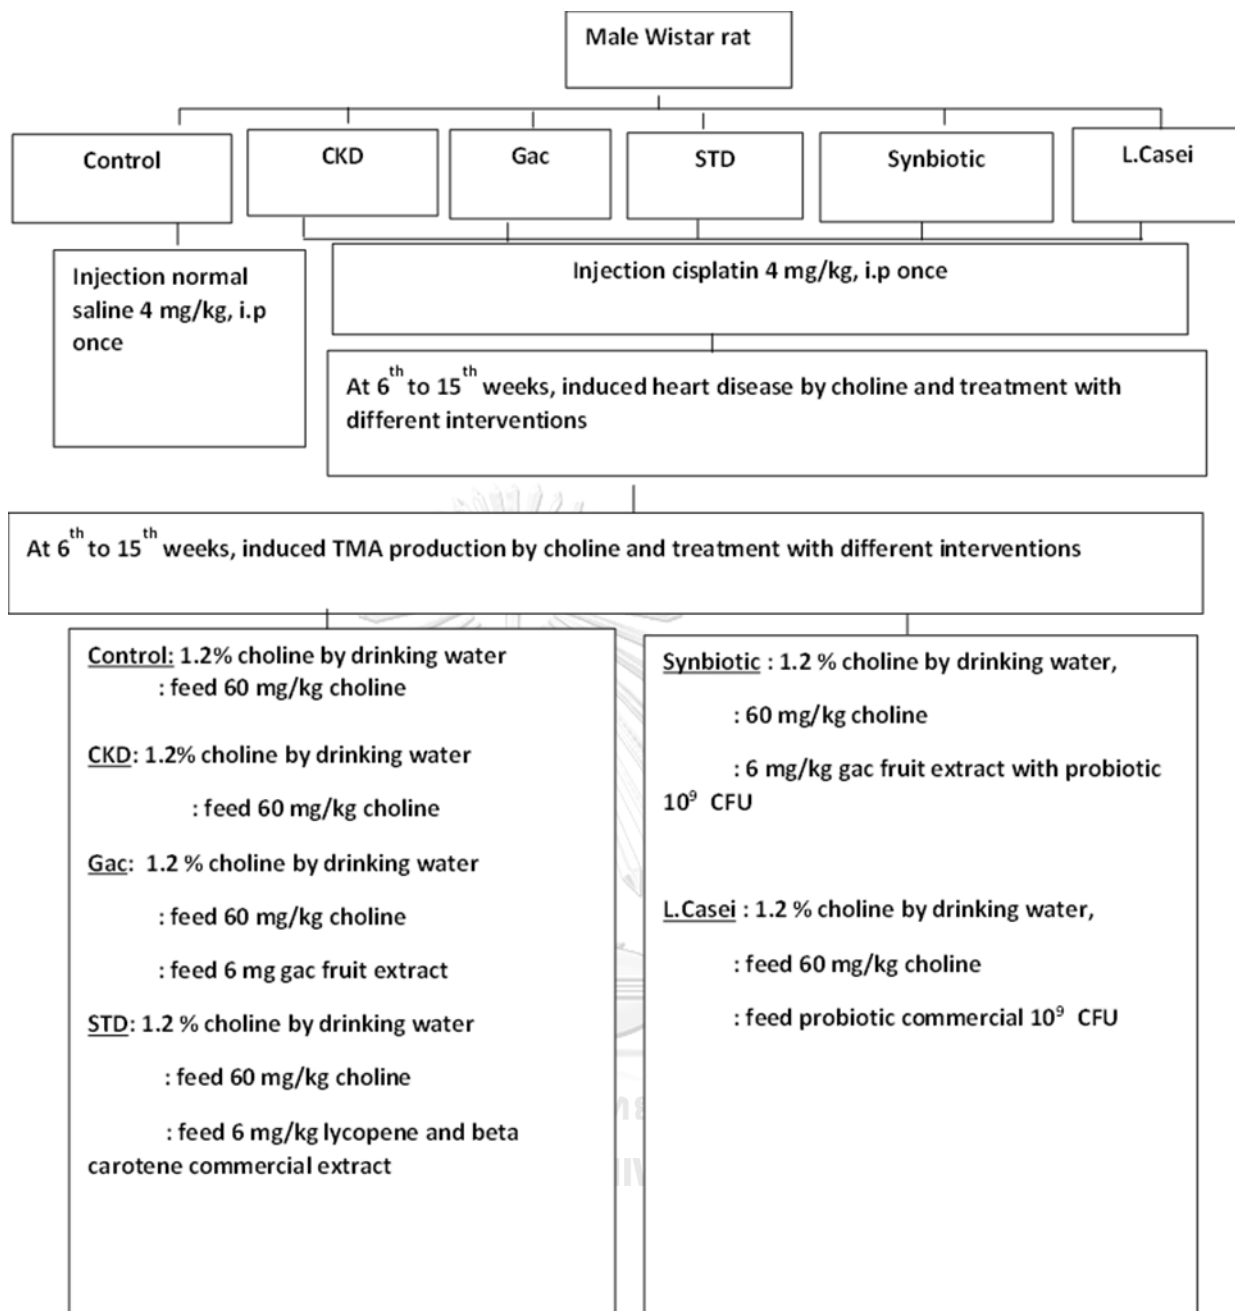 Male Wistar rat
Control
CKD
Gac
STD
Synbiotic
L.Casei
Injection normal
saline 4 mg/kg, i.p
once
Injection cisplatin 4 mg/kg, i.p once
At 6th to 15th weeks, induced heart disease by choline and treatment with
different interventions
At 6th to 15th weeks, induced TMA production by choline and treatment with different interventions
Control: 1.2% choline by drinking water
: feed 60 mg/kg choline
CKD: 1.2% choline by drinking water
: feed 60 mg/kg choline
Gac: 1.2 % choline by drinking water
: feed 60 mg/kg choline
: feed 6 mg gac fruit extract
STD: 1.2 % choline by drinking water
: feed 60 mg/kg choline
: feed 6 mg/kg lycopene and beta
carotene commercial extract
Synbiotic : 1.2 % choline by drinking water,
: 60 mg/kg choline
: 6 mg/kg gac fruit extract with probiotic
10⁹ CFU
L.Casei : 1.2 % choline by drinking water,
: feed 60 mg/kg choline
: feed probiotic commercial 10⁹ CFU